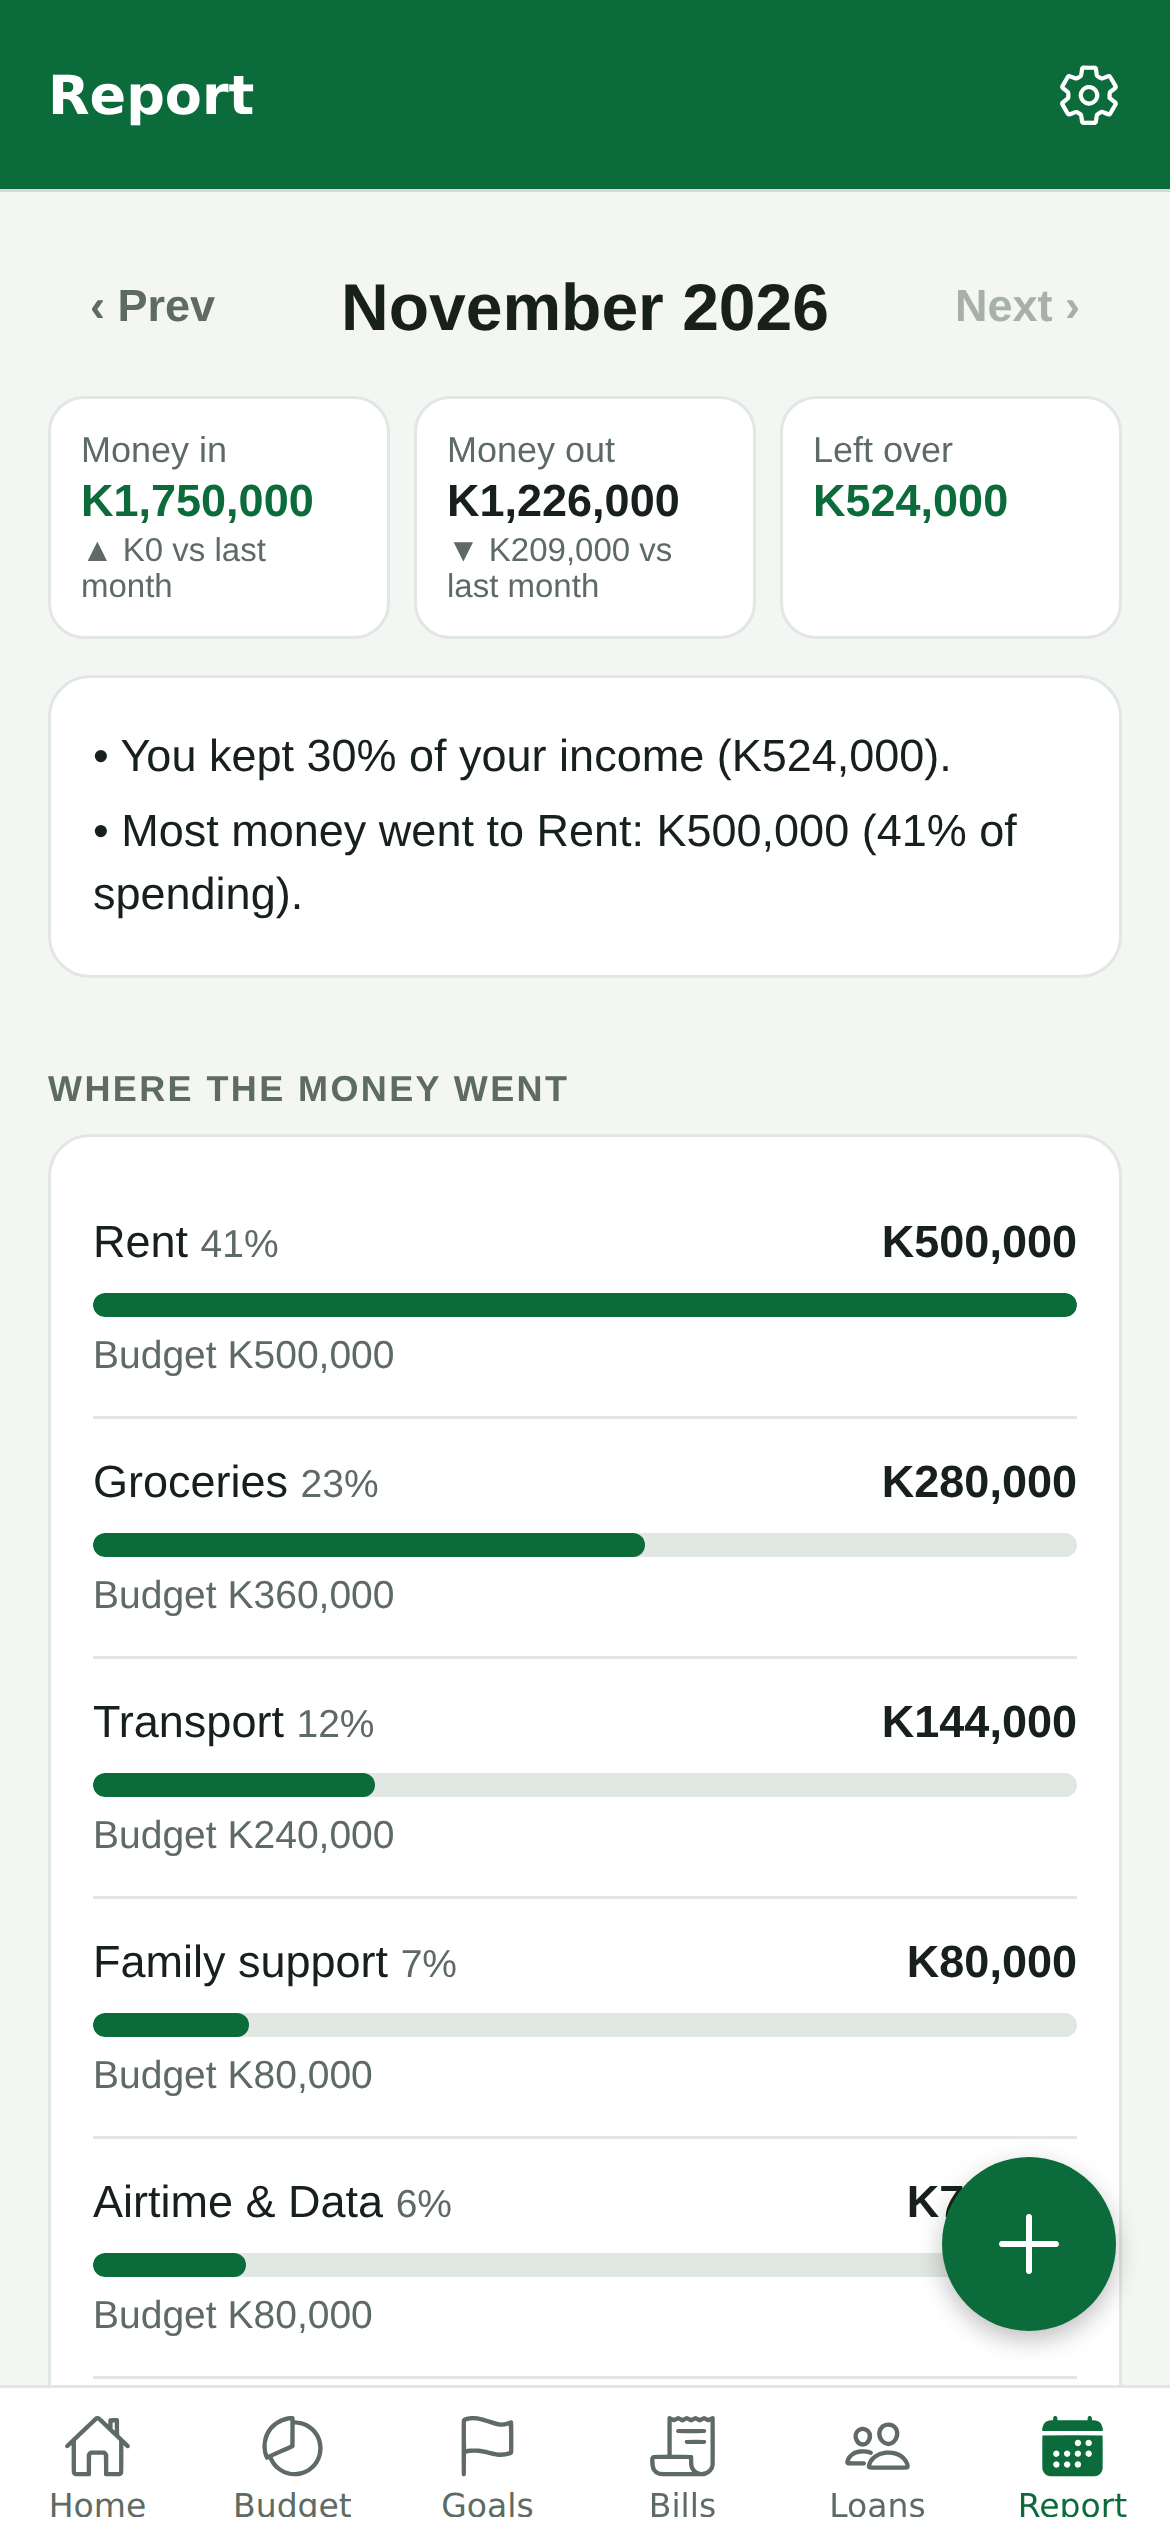 Report
‹ Prev
November 2026
Next ›
Money in
K1,750,000
▲ K0 vs last
month
Money out
K1,226,000
▼ K209,000 vs
last month
Left over
K524,000
• You kept 30% of your income (K524,000).
• Most money went to Rent: K500,000 (41% of
spending).
WHERE THE MONEY WENT
Rent 41%
K500,000
Budget K500,000
Groceries 23%
K280,000
Budget K360,000
Transport 12%
K144,000
Budget K240,000
Family support 7%
K80,000
Budget K80,000
Airtime & Data 6%
Budget K80,000
Home
Budget
Goals
Bills
Loans
Report